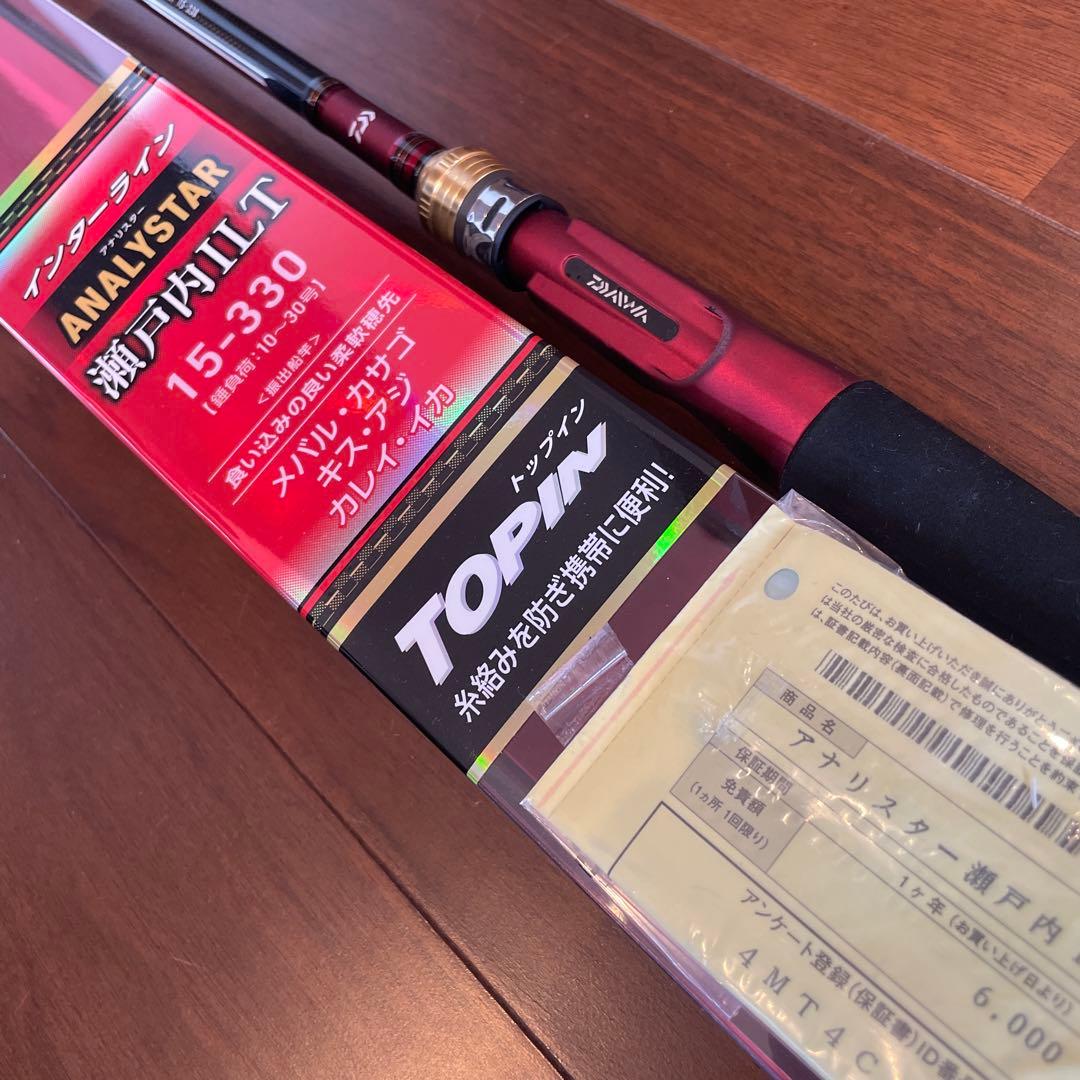 インターライン
ANALYSTAR
アナリスター
瀬戸内ILT
15-330
【錘負荷:10〜30号】
<振出船竿>
食い込みの良い柔軟穂先
メバル・カサゴ
キス・アジ
カレイ・イカ
トップイン
TOPIN
糸絡みを防ぎ携帯に便利!
DAIWA
このたびは、お買い上げいただき誠にありがとう
は当社の厳密な検査に合格したものであることを保
は、証書記載内容(裏面記載)で修理を行うことを約束
商品名
アナリスター瀬戸内
保証期間
1ヶ年(お買い上げ日より)
免責額
(1カ所1回限り)
6.000
アンケート登録(保証書)ID番
4MT4C